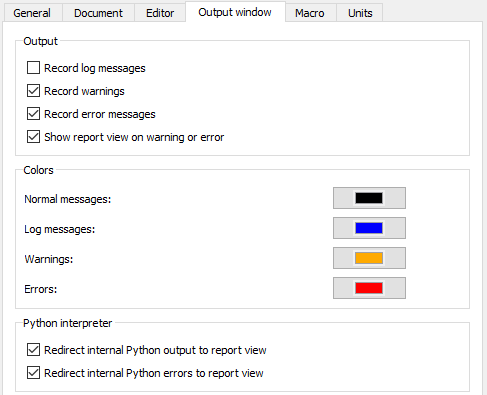 General Document Editor Output window Macro Units
Output
Record log messages
Record warnings
Record error messages
Show report view on warning or error
Colors
Normal messages:
Log messages:
Warnings:
Errors:
Python interpreter
Redirect internal Python output to report view
Redirect internal Python errors to report view